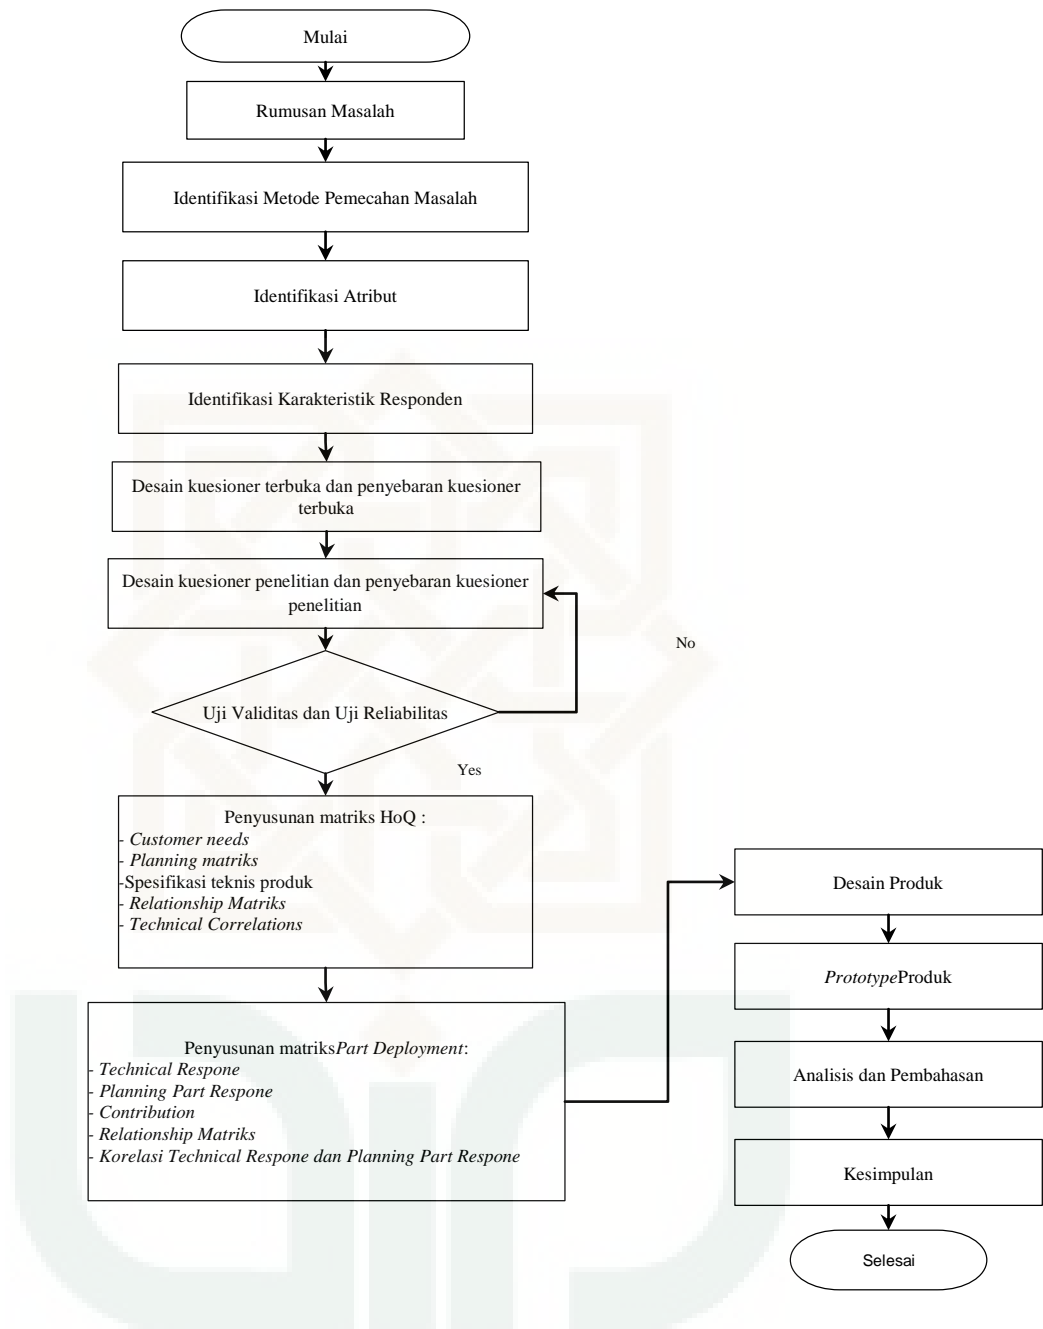 Mulai
Rumusan Masalah
Identifikasi Metode Pemecahan Masalah
Identifikasi Atribut
Identifikasi Karakteristik Responden
Desain kuesioner terbuka dan penyebaran kuesioner
terbuka
Desain kuesioner penelitian dan penyebaran kuesioner
penelitian
No
Uji Validitas dan Uji Reliabilitas
Yes
Penyusunan matriks HoQ :
- Customer needs
- Planning matriks
-Spesifikasi teknis produk
- Relationship Matriks
- Technical Correlations
Penyusunan matriksPart Deployment:
- Technical Respone
- Planning Part Respone
- Contribution
- Relationship Matriks
- Korelasi Technical Respone dan Planning Part Respone
Desain Produk
PrototypeProduk
Analisis dan Pembahasan
Kesimpulan
Selesai